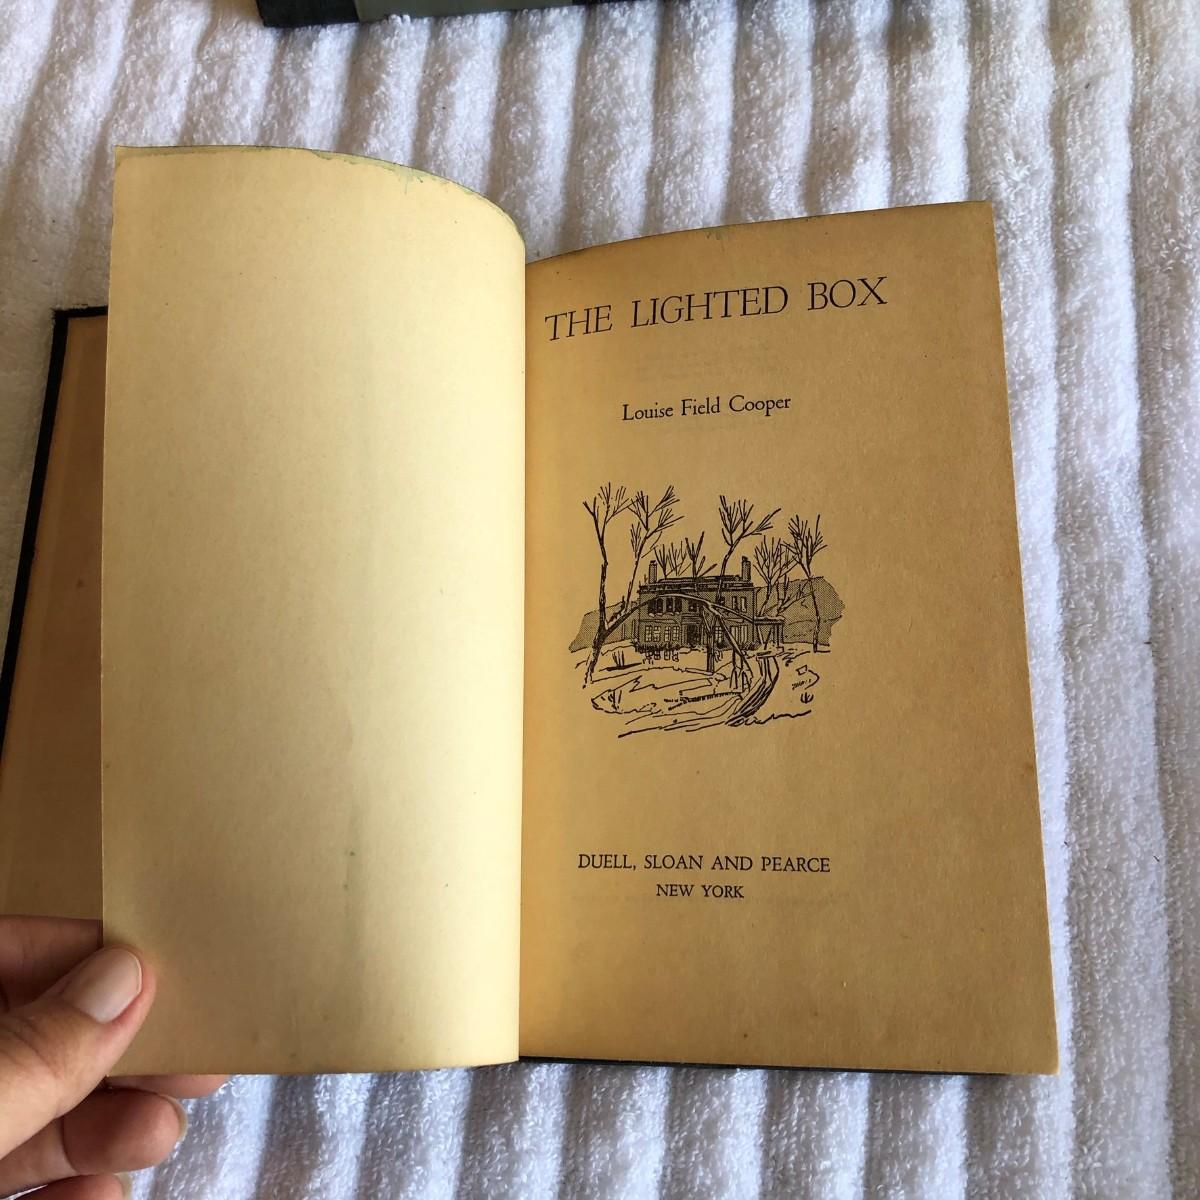 THE LIGHTED BOX
Louise Field Cooper
DUELL, SLOAN AND PEARCE
NEW YORK